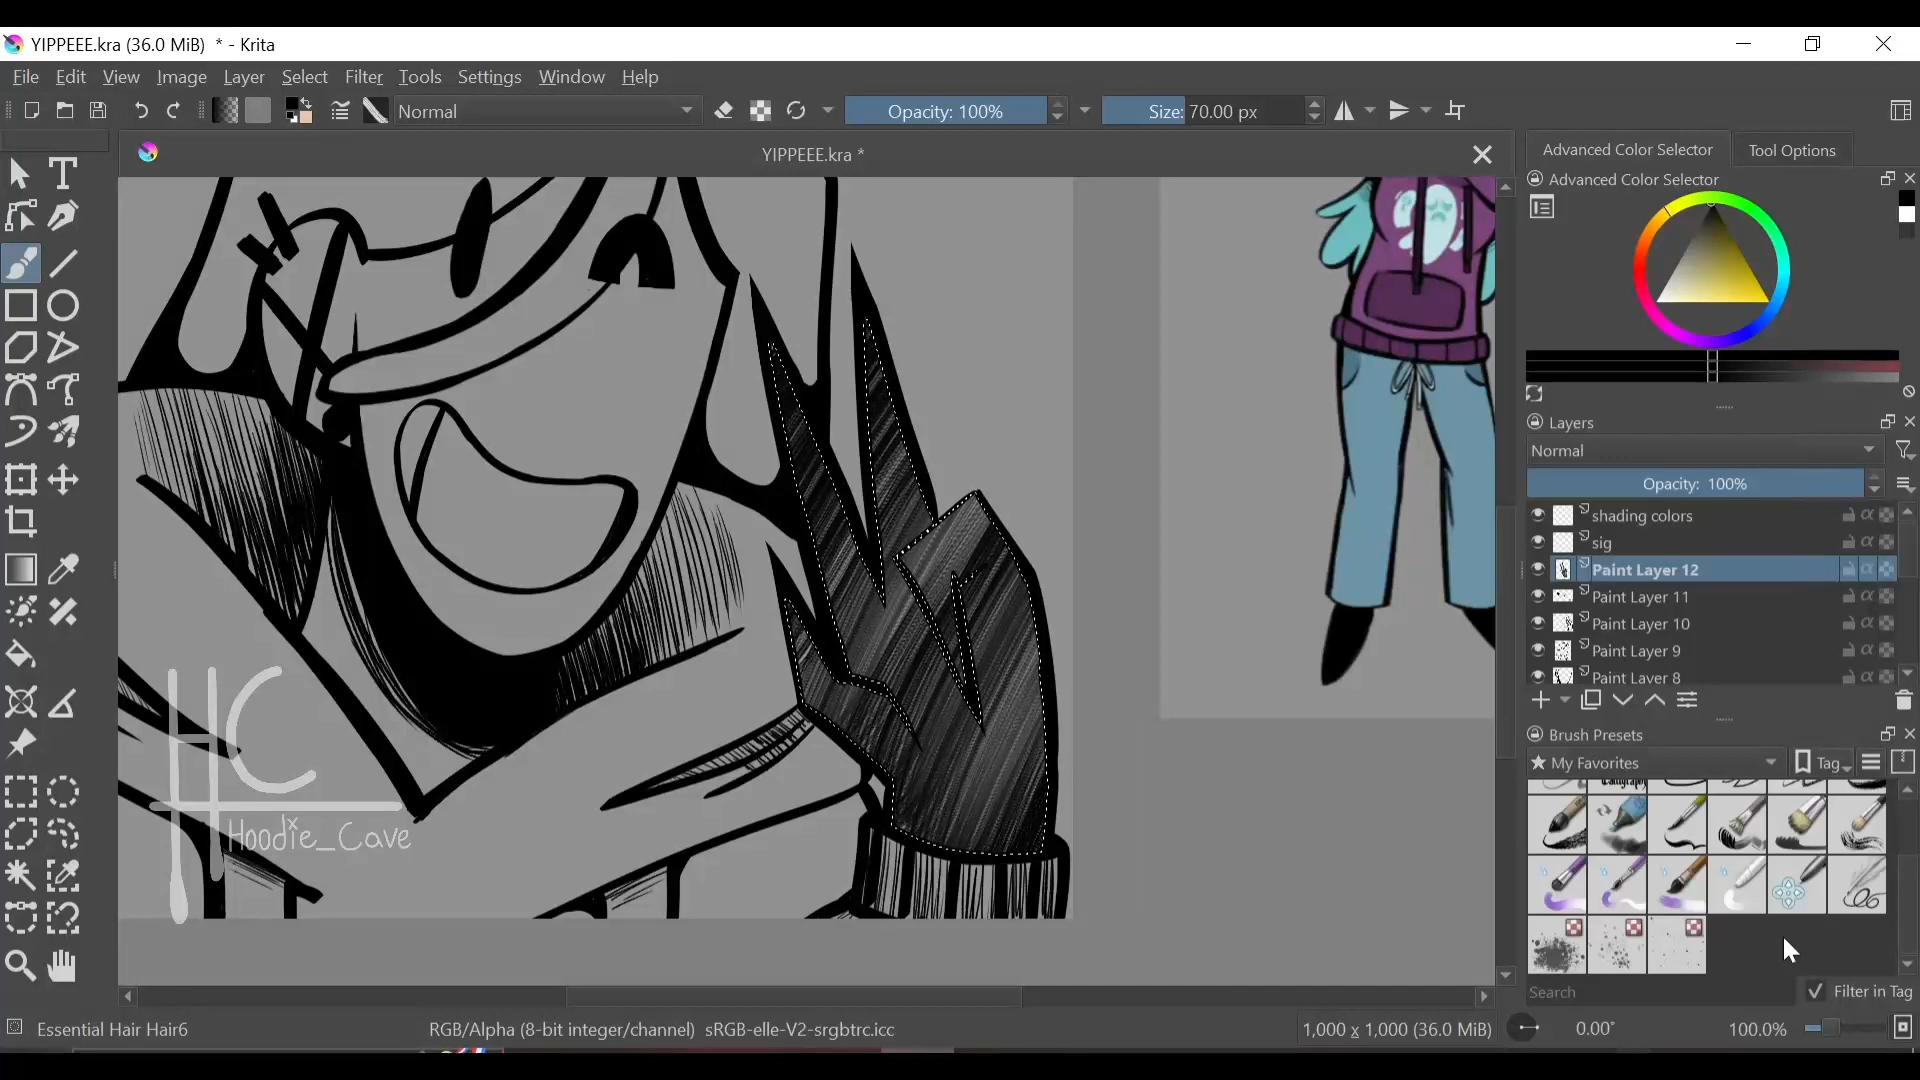 YIPPEEE.kra (36.0 MiB) * - Krita
File Edit View Image Layer Select Filter Tools Settings Window Help
Normal
Opacity: 100%
Size: 70.00 px
YIPPEEE.kra *
Advanced Color Selector
Tool Options
Advanced Color Selector
Layers
Normal
Opacity: 100%
shading colors
sig
Paint Layer 12
Paint Layer 11
Paint Layer 10
Paint Layer 9
Paint Layer 8
Brush Presets
My Favorites
Tag
Search
Filter in Tag
HC
Hoodie_Cave
Essential Hair Hair6
RGB/Alpha (8-bit integer/channel) sRGB-elle-V2-srgbtrc.icc
1,000 x 1,000 (36.0 MiB)
0.00°
100.0%